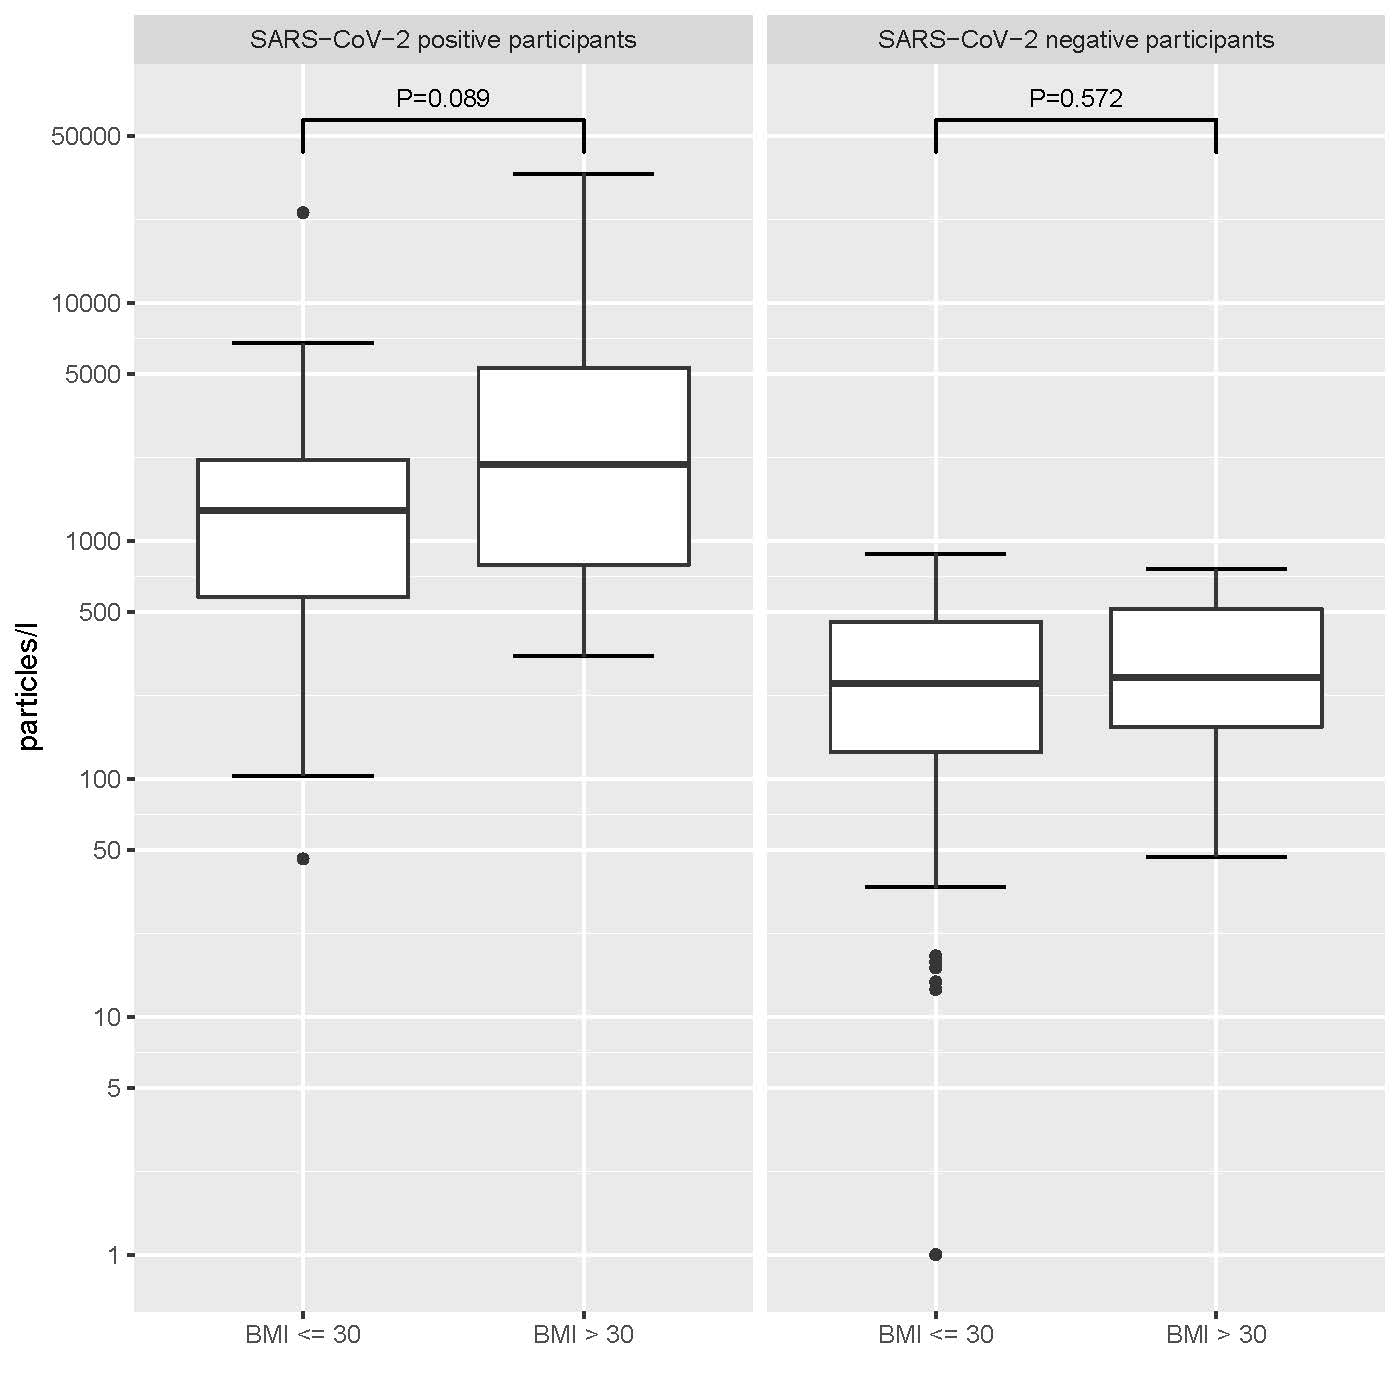 SARS−CoV−2 positive participants
SARS−CoV−2 negative participants
P=0.089
P=0.572
50000
10000
5000
1000
500
100
50
10
5
1
particles/l
BMI <= 30
BMI > 30
BMI <= 30
BMI > 30